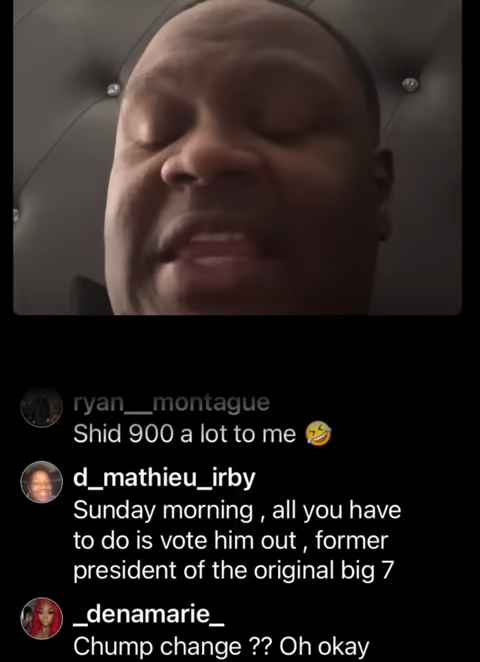 ryan__montague
Shid 900 a lot to me 🤣
d_mathieu_irby
Sunday morning , all you have
to do is vote him out , former
president of the original big 7
_denamarie_
Chump change ?? Oh okay